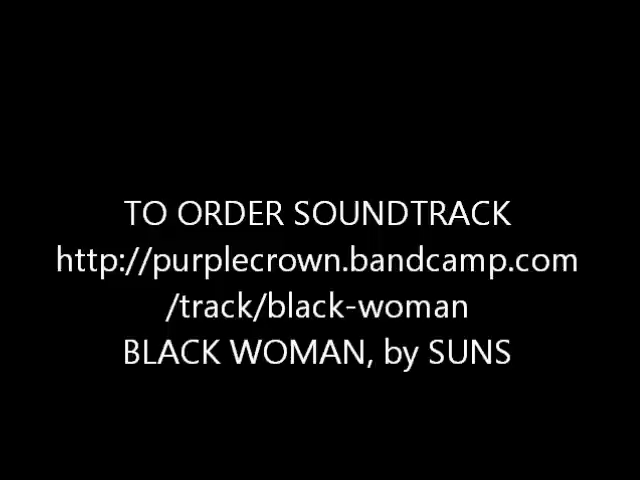 TO ORDER SOUNDTRACK
http://purplecrown.bandcamp.com
/track/black-woman
BLACK WOMAN, by SUNS